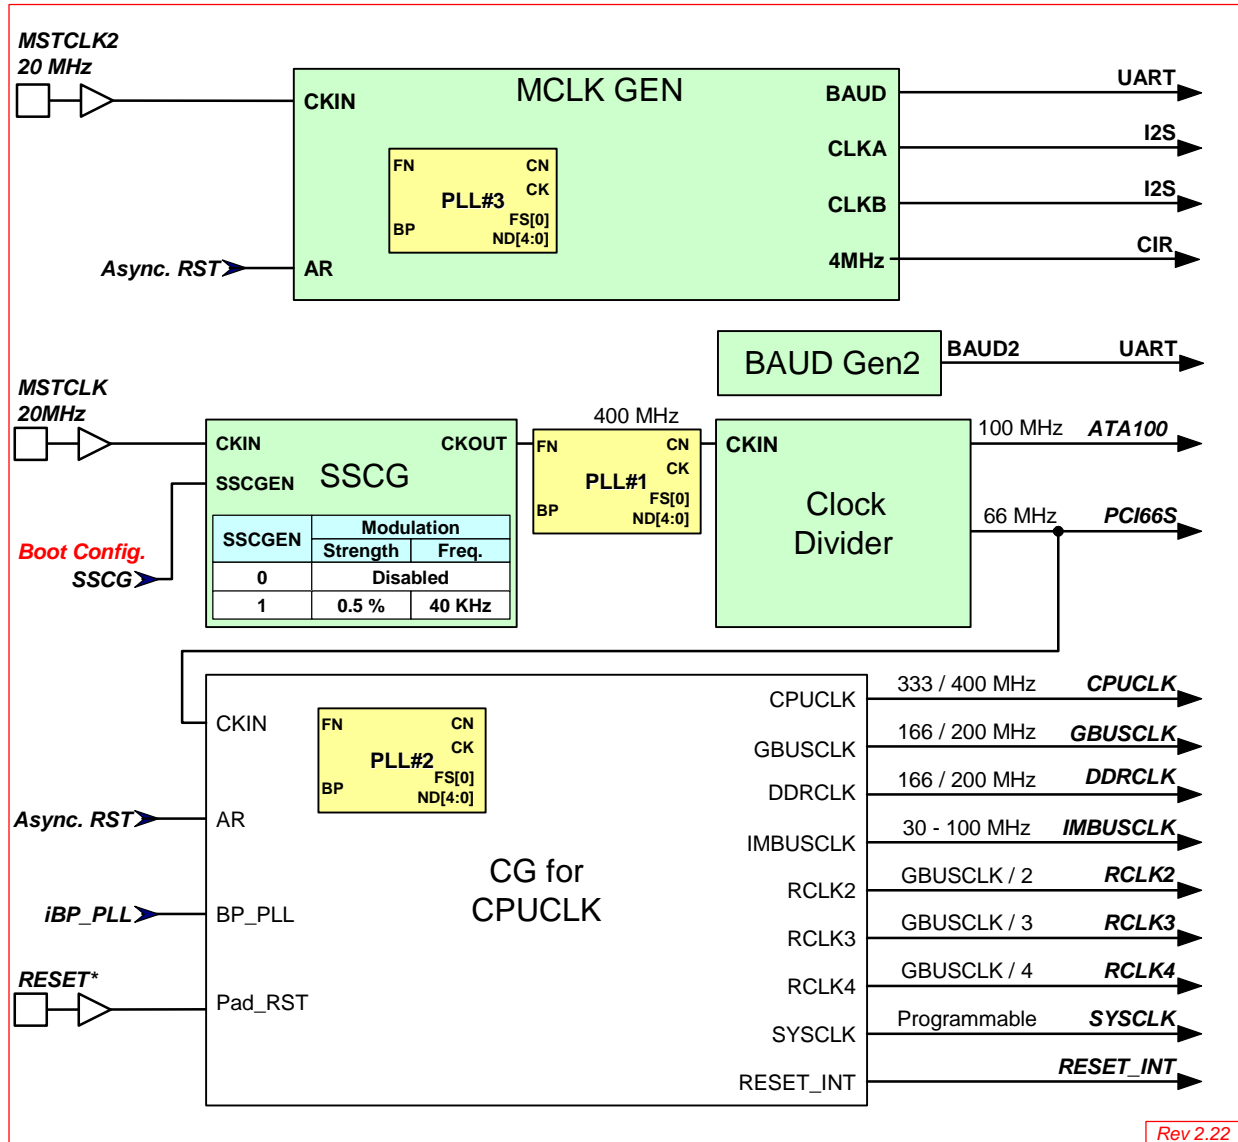 MSTCLK2
20 MHz
MCLK GEN
CKIN
BAUD
UART
CLKA
I2S
CLKB
I2S
4MHz
CIR
FN
CN
CK
PLL#3
FS[0]
BP
ND[4:0]
Async. RST
AR
BAUD Gen2
BAUD2
UART
MSTCLK
20MHz
400 MHz
CKIN
CKOUT
SSCGEN
SSCG
FN
CN
CK
PLL#1
FS[0]
BP
ND[4:0]
CKIN
Clock
Divider
100 MHz
ATA100
66 MHz
PCI66S
SSCGEN
Modulation
Strength
Freq.
0
Disabled
1
0.5 %
40 KHz
Boot Config.
SSCG
CKIN
FN
CN
CK
PLL#2
FS[0]
BP
ND[4:0]
Async. RST
AR
CG for
CPUCLK
iBP_PLL
BP_PLL
RESET*
Pad_RST
CPUCLK
333 / 400 MHz
CPUCLK
GBUSCLK
166 / 200 MHz
GBUSCLK
DDRCLK
166 / 200 MHz
DDRCLK
IMBUSCLK
30 - 100 MHz
IMBUSCLK
RCLK2
GBUSCLK / 2
RCLK2
RCLK3
GBUSCLK / 3
RCLK3
RCLK4
GBUSCLK / 4
RCLK4
SYSCLK
Programmable
SYSCLK
RESET_INT
RESET_INT
Rev 2.22